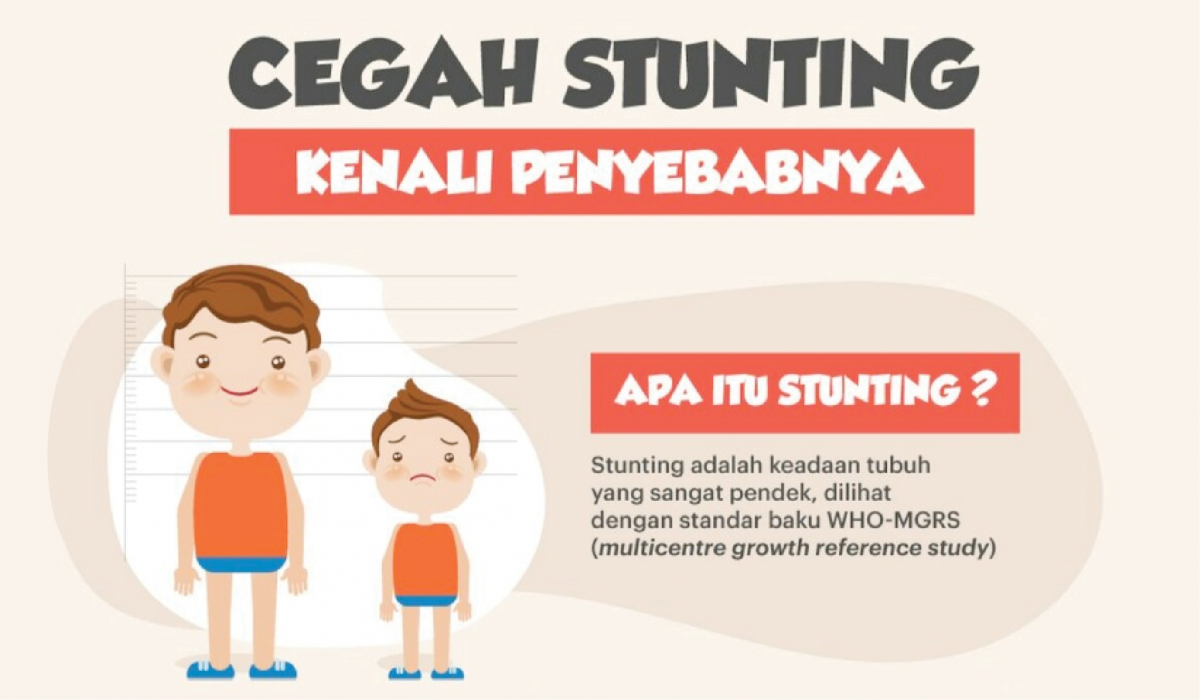 CEGAH STUNTING
KENALI PENYEBABNYA
APA ITU STUNTING ?
Stunting adalah keadaan tubuh
yang sangat pendek, dilihat
dengan standar baku WHO-MGRS
(multicentre growth reference study)